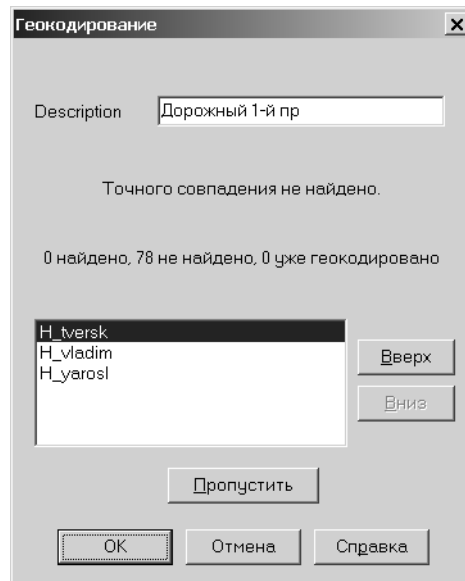 Геокодирование
Description Дорожный 1-й пр
Точного совпадения не найдено.
0 найдено, 78 не найдено, 0 уже геокодировано
H_tversk
H_vladim
H_yarosl
Вверх
Вниз
Пропустить
OK Отмена Справка